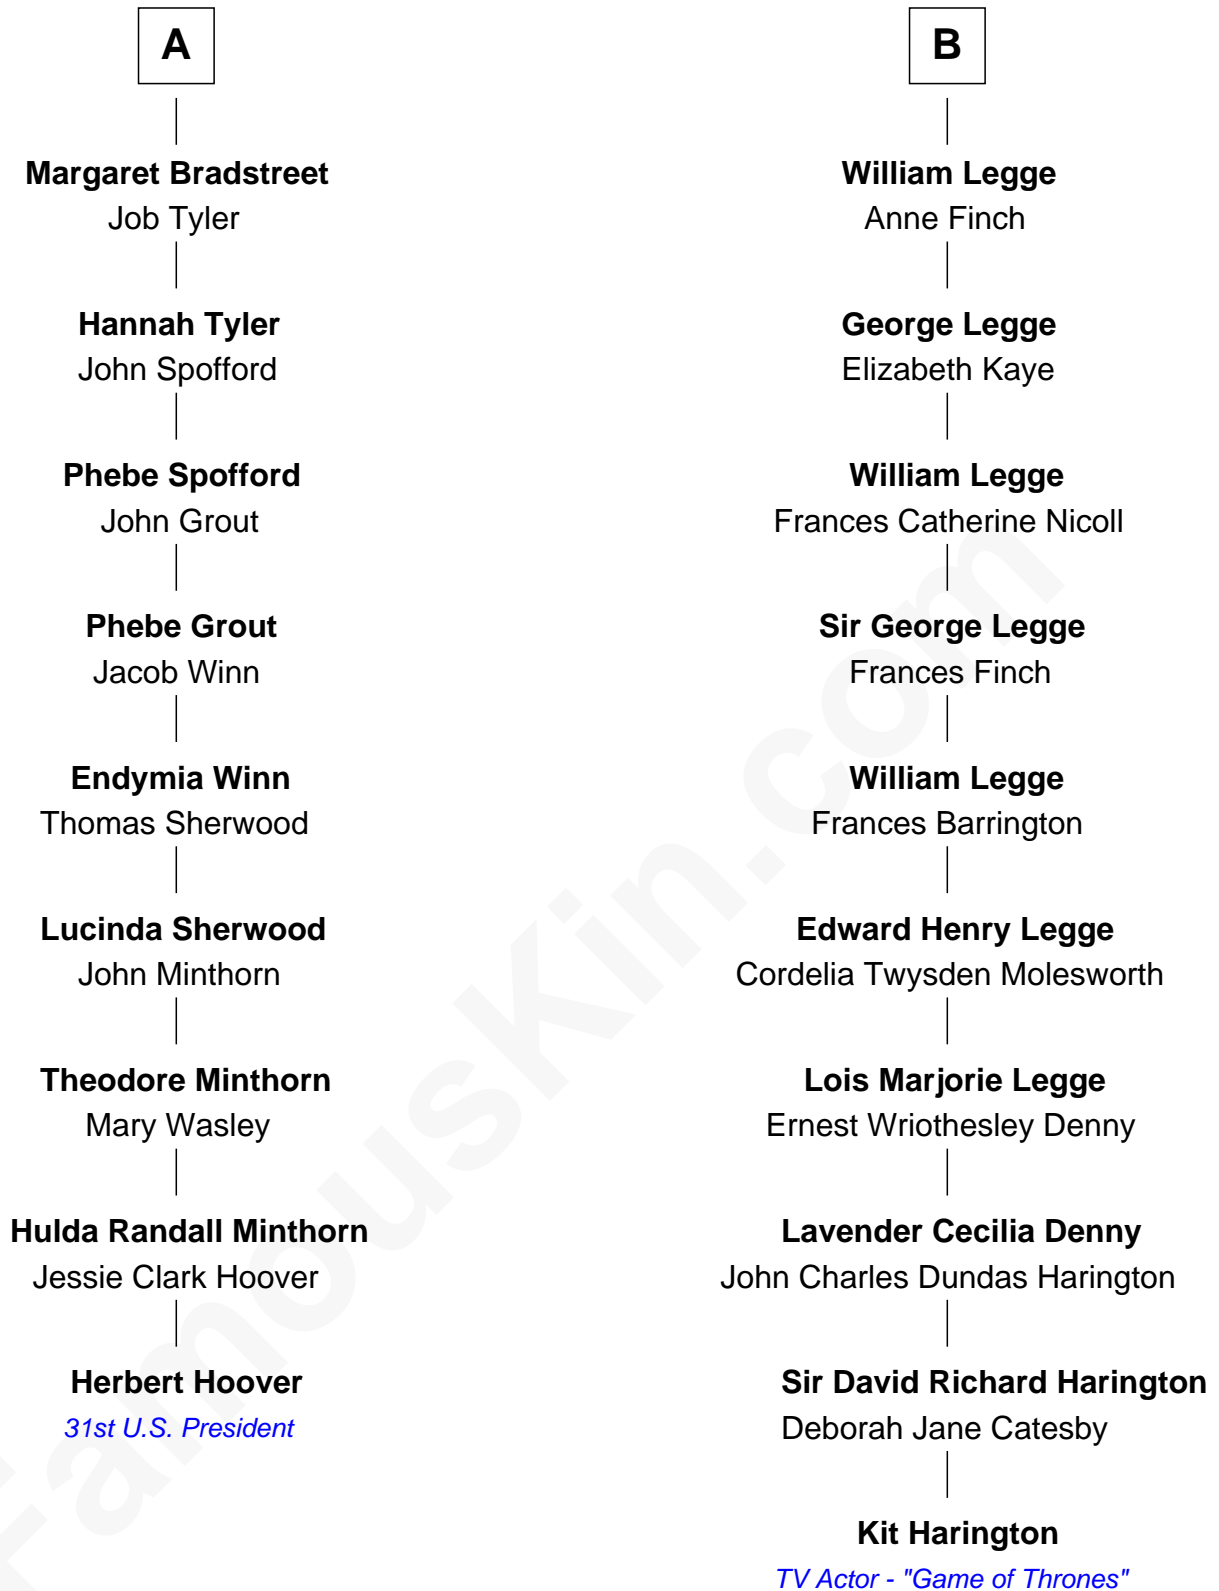 A
Margaret Bradstreet
Job Tyler
Hannah Tyler
John Spofford
Phebe Spofford
John Grout
Phebe Grout
Jacob Winn
Endymia Winn
Thomas Sherwood
Lucinda Sherwood
John Minthorn
Theodore Minthorn
Mary Wasley
Hulda Randall Minthorn
Jessie Clark Hoover
Herbert Hoover
31st U.S. President
B
William Legge
Anne Finch
George Legge
Elizabeth Kaye
William Legge
Frances Catherine Nicoll
Sir George Legge
Frances Finch
William Legge
Frances Barrington
Edward Henry Legge
Cordelia Twysden Molesworth
Lois Marjorie Legge
Ernest Wriothesley Denny
Lavender Cecilia Denny
John Charles Dundas Harington
Sir David Richard Harington
Deborah Jane Catesby
Kit Harington
TV Actor - "Game of Thrones"
FamousKin.com